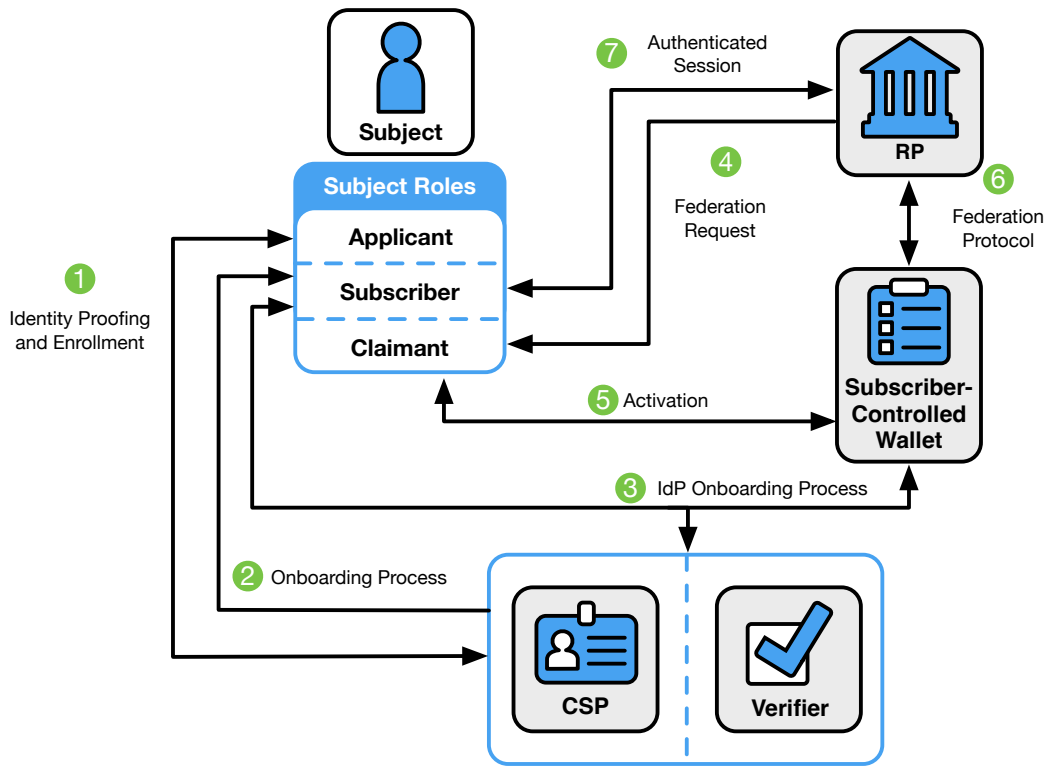 7
Authenticated
Session
Subject
RP
Subject Roles
4
6
Federation
Request
Federation
Protocol
Applicant
1
Subscriber
Identity Proofing
and Enrollment
Claimant
Subscriber-
Controlled
Wallet
5 Activation
3 IdP Onboarding Process
2 Onboarding Process
CSP
Verifier